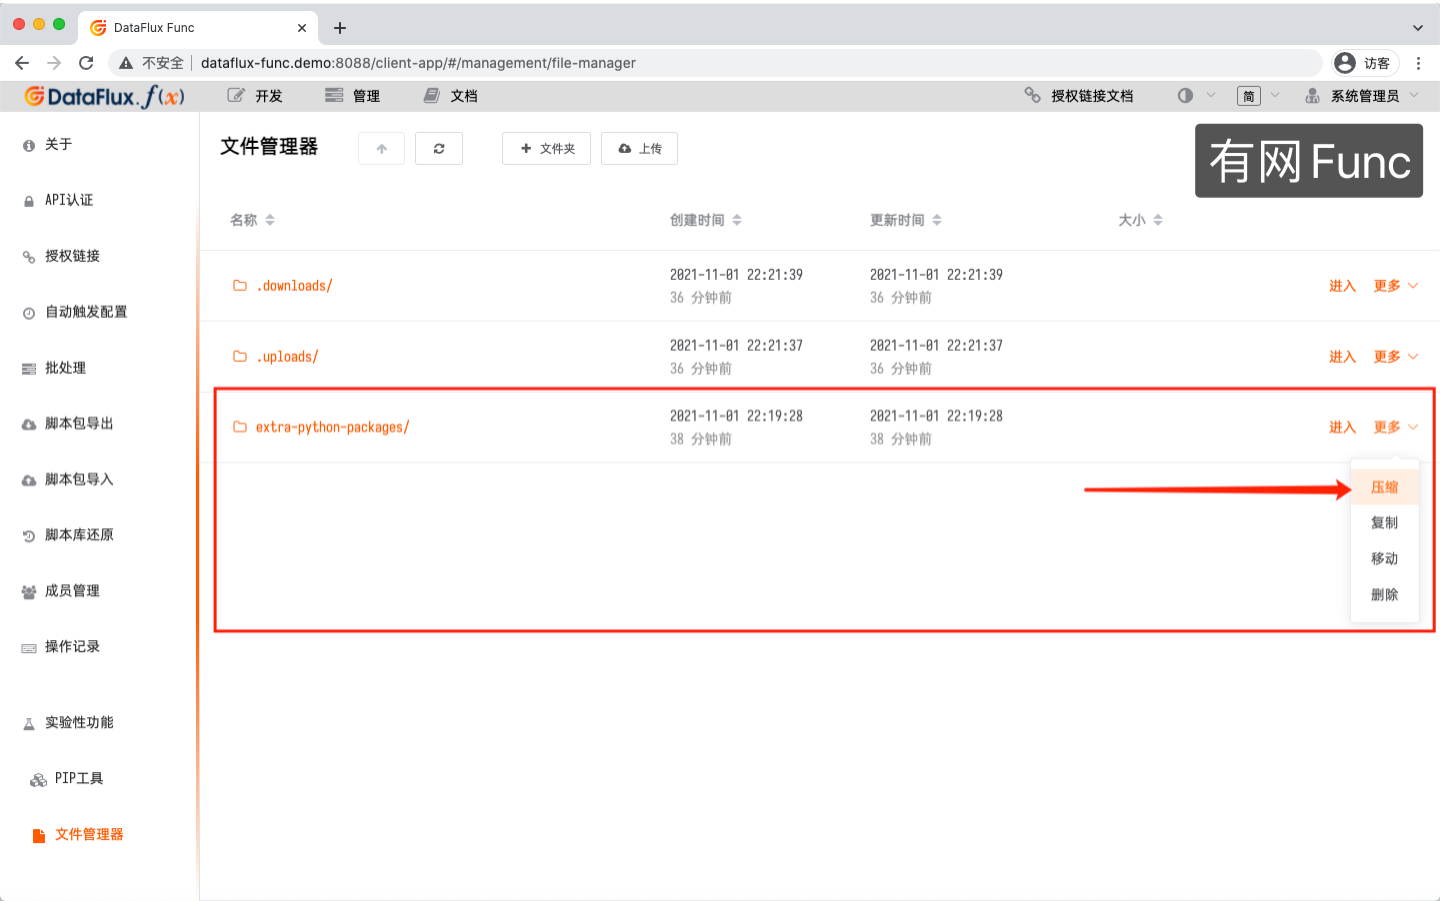 DataFlux Func
不安全
dataflux-func.demo:8088/client-app/#/management/file-manager
访客
DataFlux.f(x)
开发
管理
文档
授权链接文档
简
系统管理员
关于
API认证
授权链接
自动触发配置
批处理
脚本包导出
脚本包导入
脚本库还原
成员管理
操作记录
实验性功能
PIP工具
文件管理器
文件管理器
文件夹
上传
有网Func
名称
创建时间
更新时间
大小
.downloads/
2021-11-01 22:21:39
36 分钟前
2021-11-01 22:21:39
36 分钟前
进入
更多
.uploads/
2021-11-01 22:21:37
36 分钟前
2021-11-01 22:21:37
36 分钟前
进入
更多
extra-python-packages/
2021-11-01 22:19:28
38 分钟前
2021-11-01 22:19:28
38 分钟前
进入
更多
压缩
复制
移动
删除